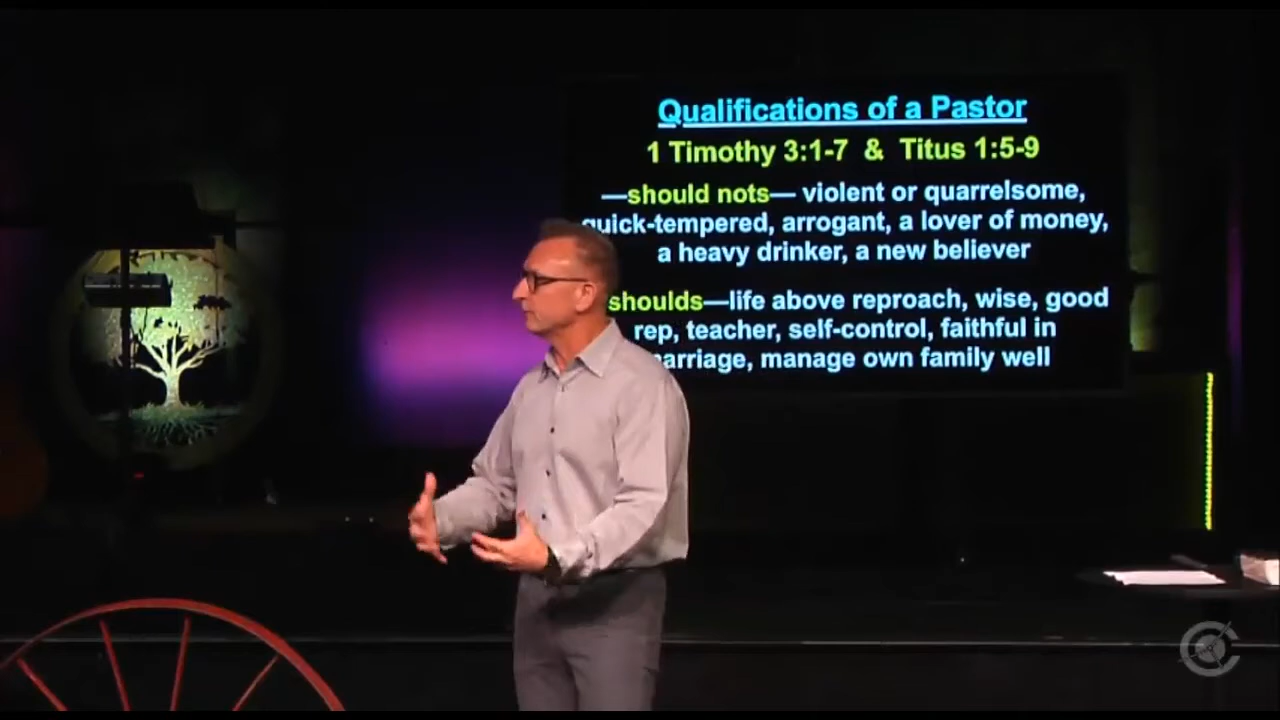 Qualifications of a Pastor
1 Timothy 3:1-7 & Titus 1:5-9
—should nots— violent or quarrelsome,
quick-tempered, arrogant, a lover of money,
a heavy drinker, a new believer
shoulds—life above reproach, wise, good
rep, teacher, self-control, faithful in
marriage, manage own family well